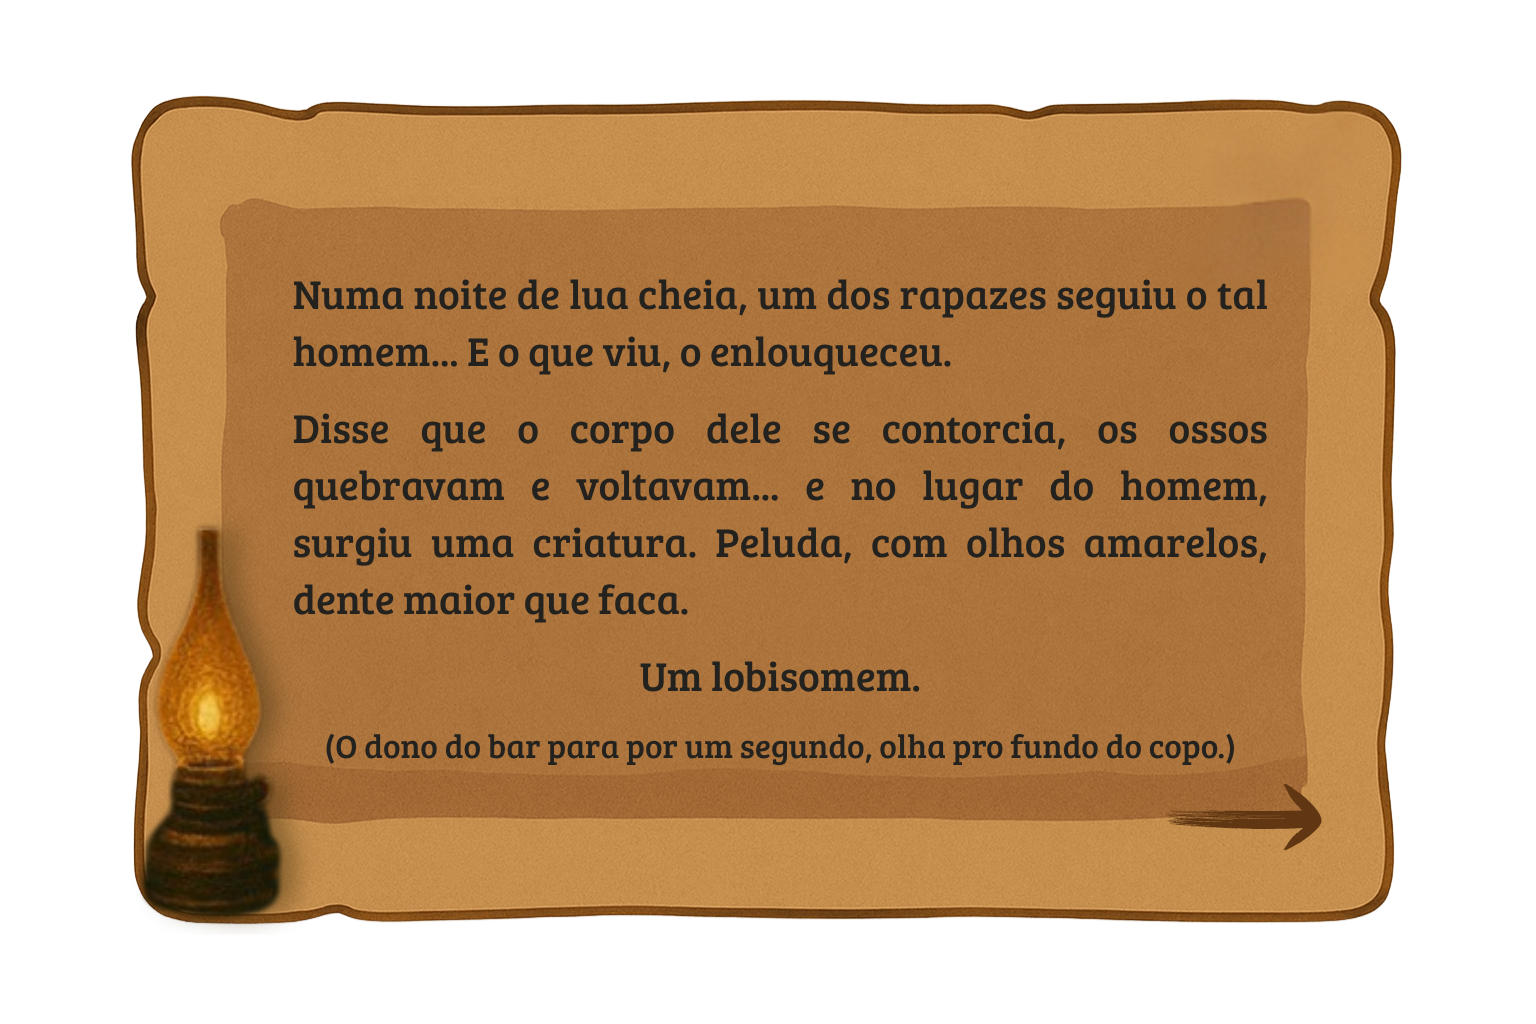 Numa noite de lua cheia, um dos rapazes seguiu o tal
homem... E o que viu, o enlouqueceu.
Disse que o corpo dele se contorcia, os ossos
quebravam e voltavam... e no lugar do homem,
surgiu uma criatura. Peluda, com olhos amarelos,
dente maior que faca.
Um lobisomem.
(O dono do bar para por um segundo, olha pro fundo do copo.)